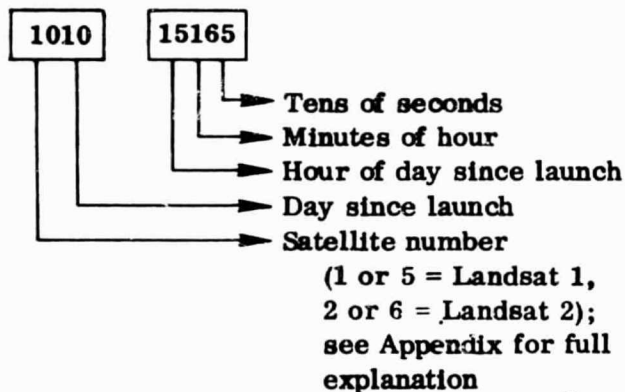 1010 15165
Tens of seconds
Minutes of hour
Hour of day since launch
Day since launch
Satellite number
(1 or 5 = Landsat 1,
2 or 6 = Landsat 2);
see Appendix for full
explanation